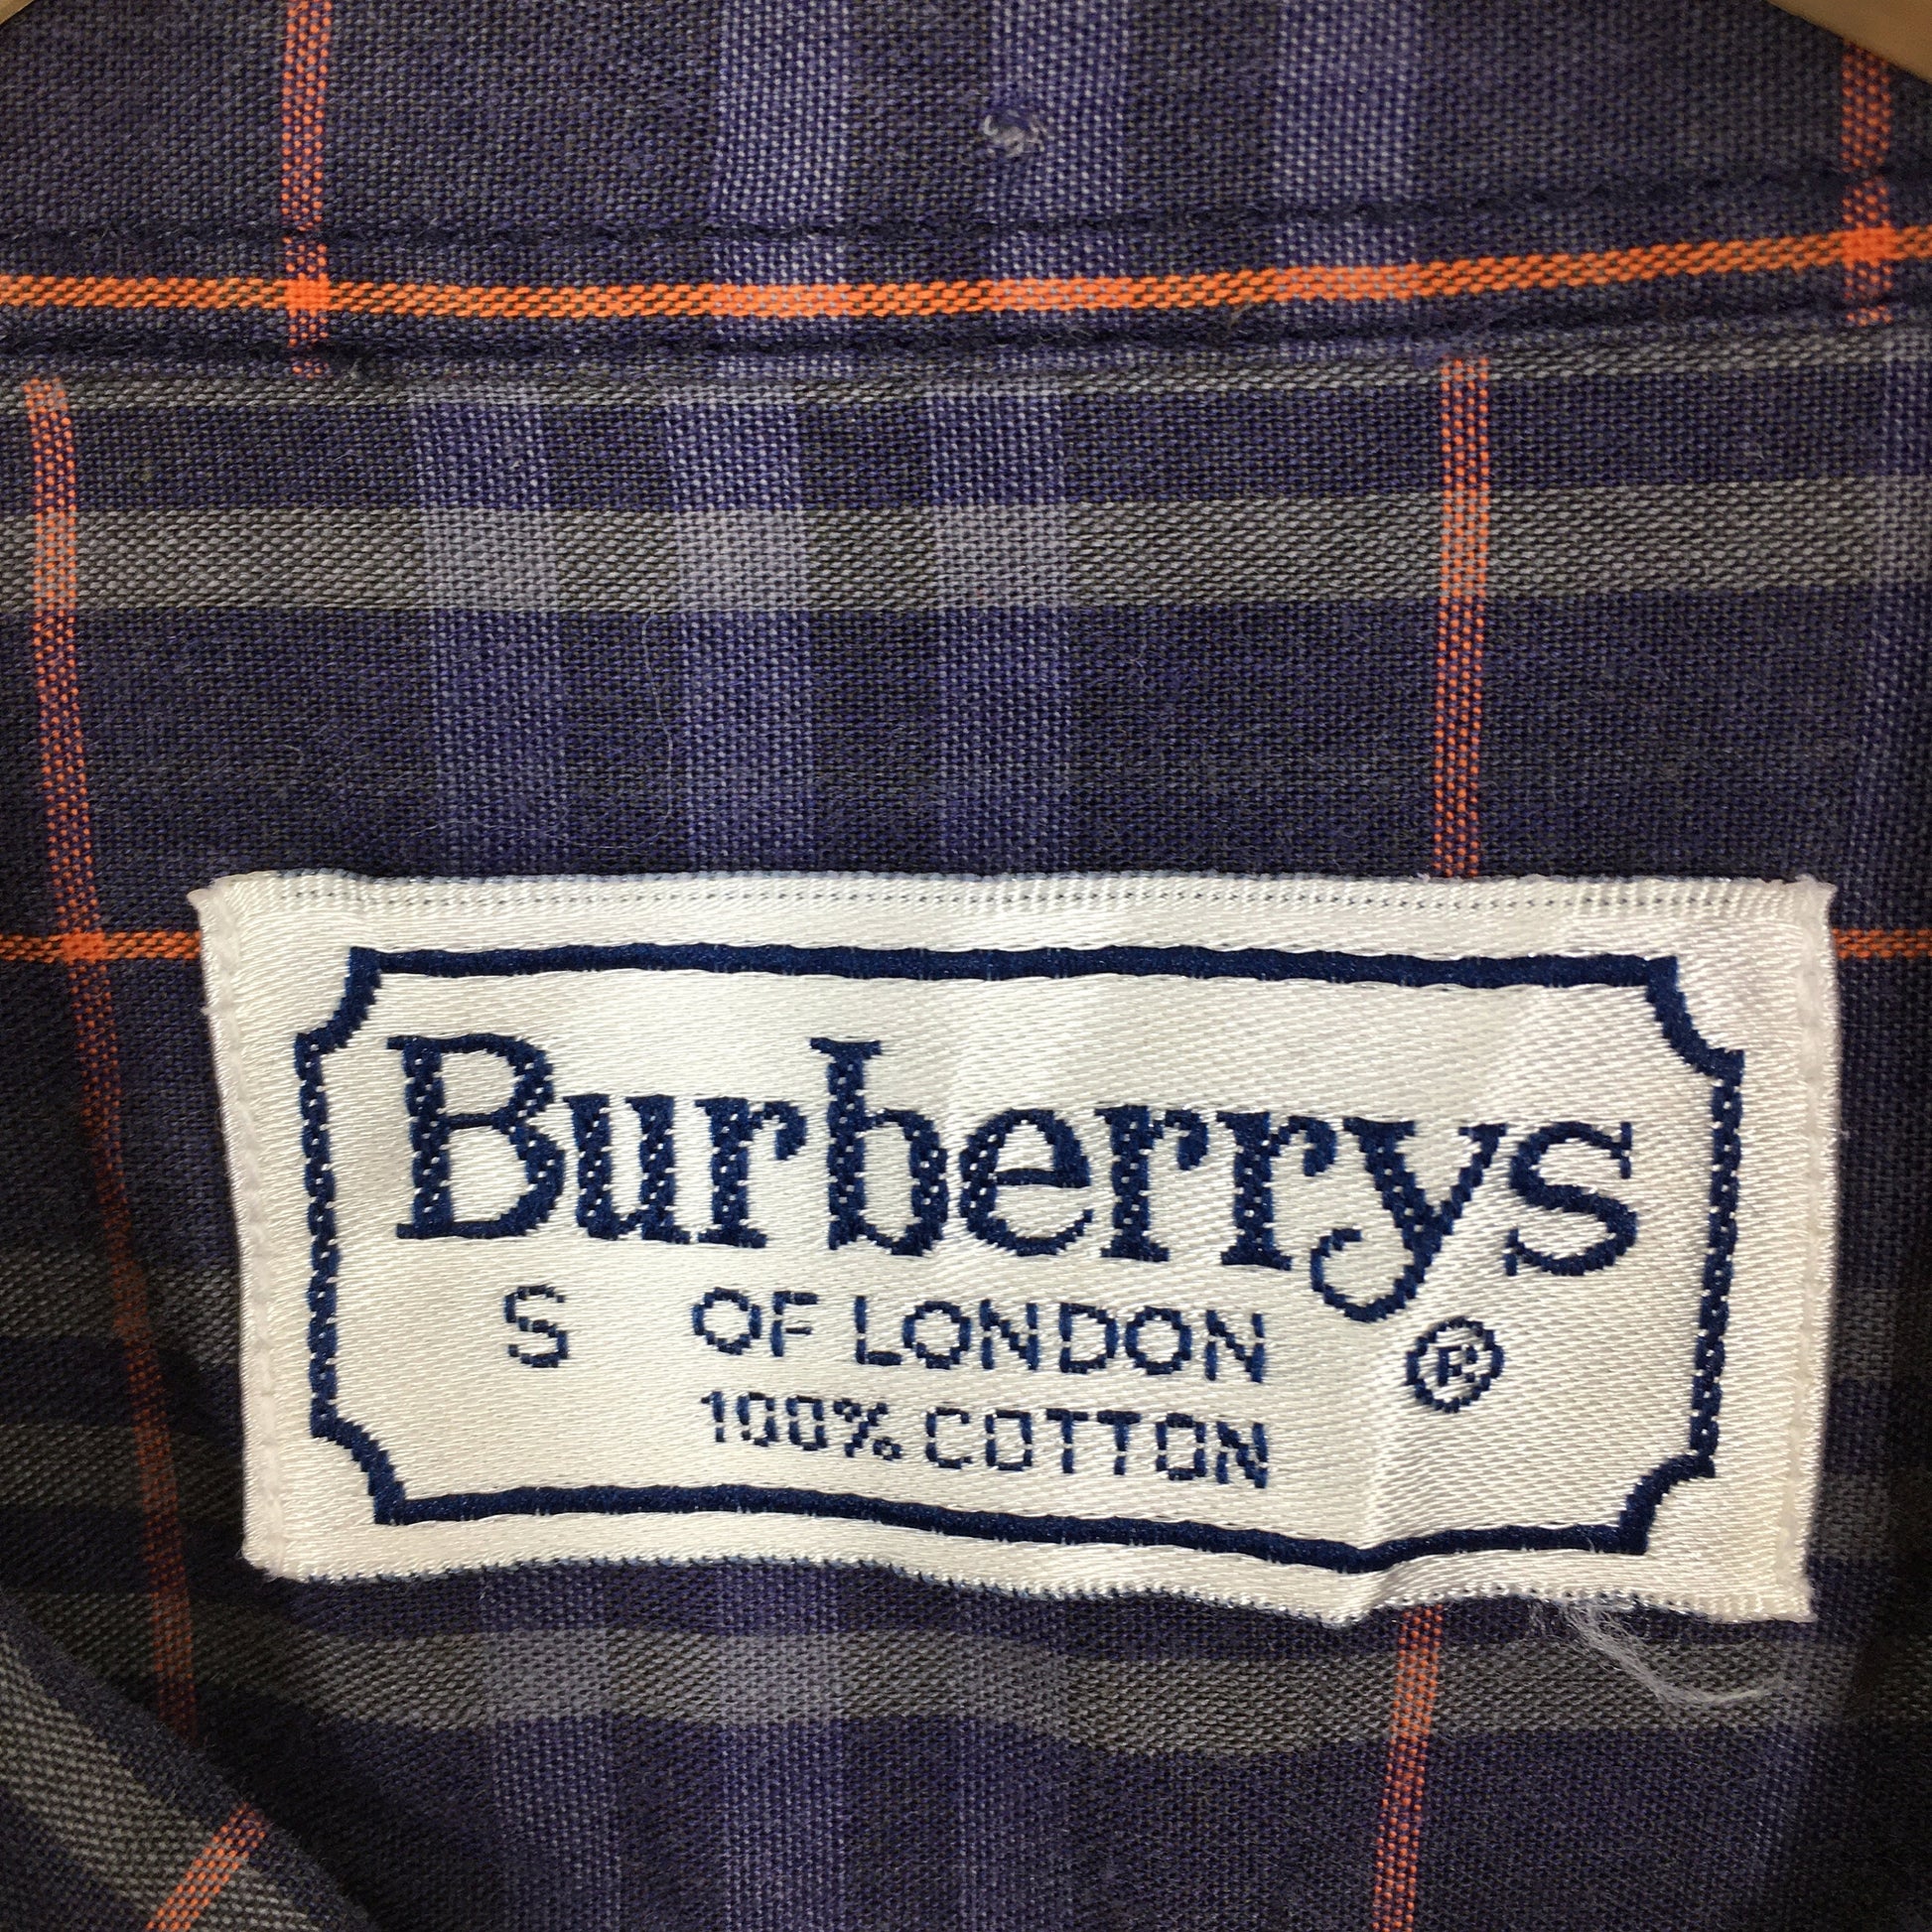 Burberrys
S OF LONDON ®
100% COTTON